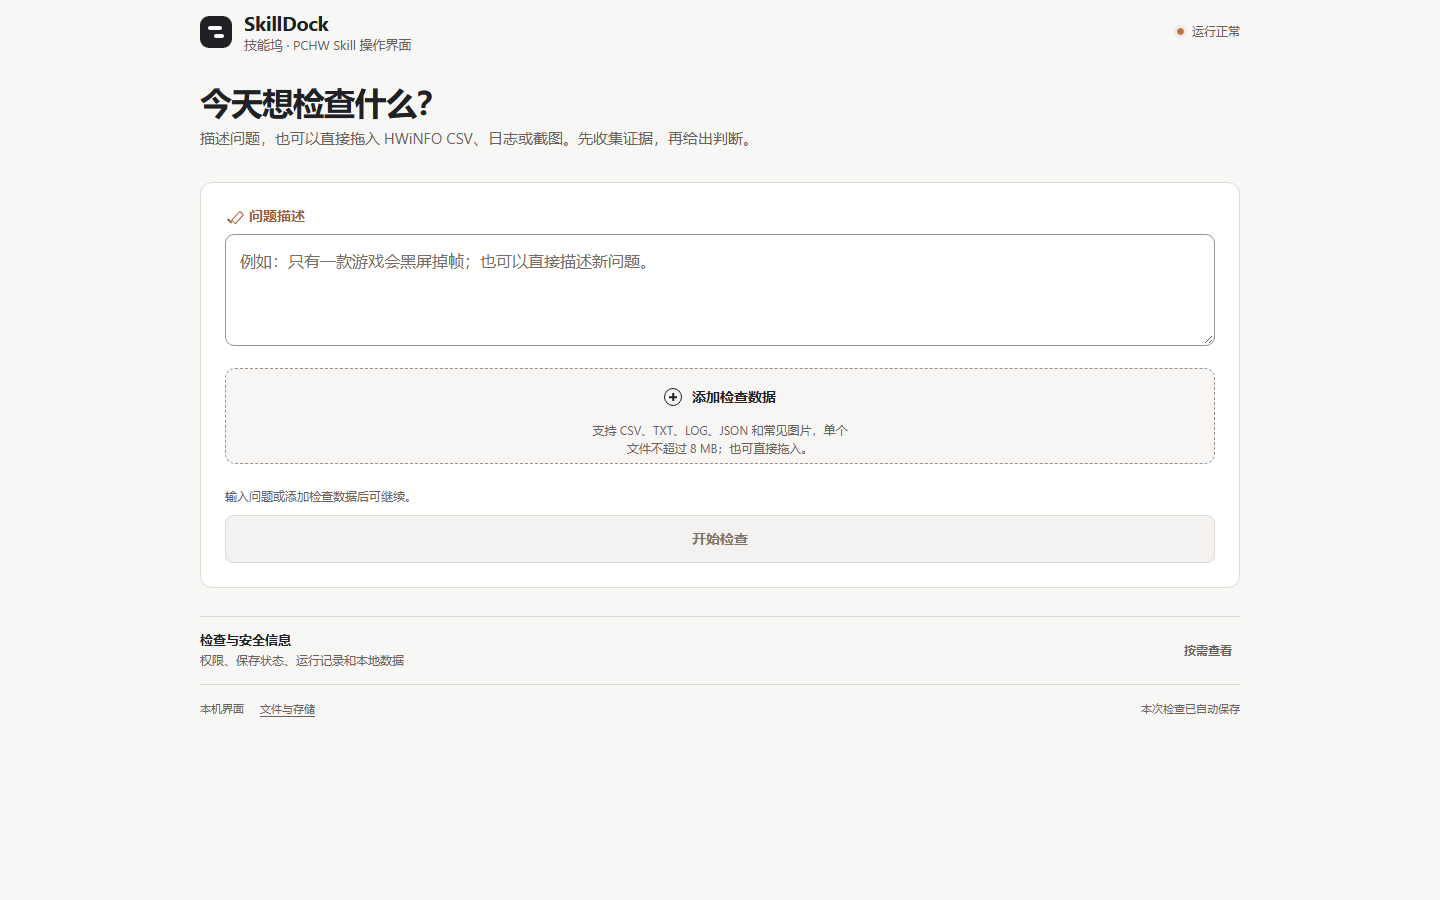 SkillDock
技能坞 · PCHW Skill 操作界面
运行正常
今天想检查什么？
描述问题，也可以直接拖入 HWiNFO CSV、日志或截图。先收集证据，再给出判断。
问题描述
例如：只有一款游戏会黑屏掉帧；也可以直接描述新问题。
添加检查数据
支持 CSV、TXT、LOG、JSON 和常见图片，单个
文件不超过 8 MB；也可直接拖入。
输入问题或添加检查数据后可继续。
开始检查
检查与安全信息
权限、保存状态、运行记录和本地数据
按需查看
本机界面 文件与存储
本次检查已自动保存